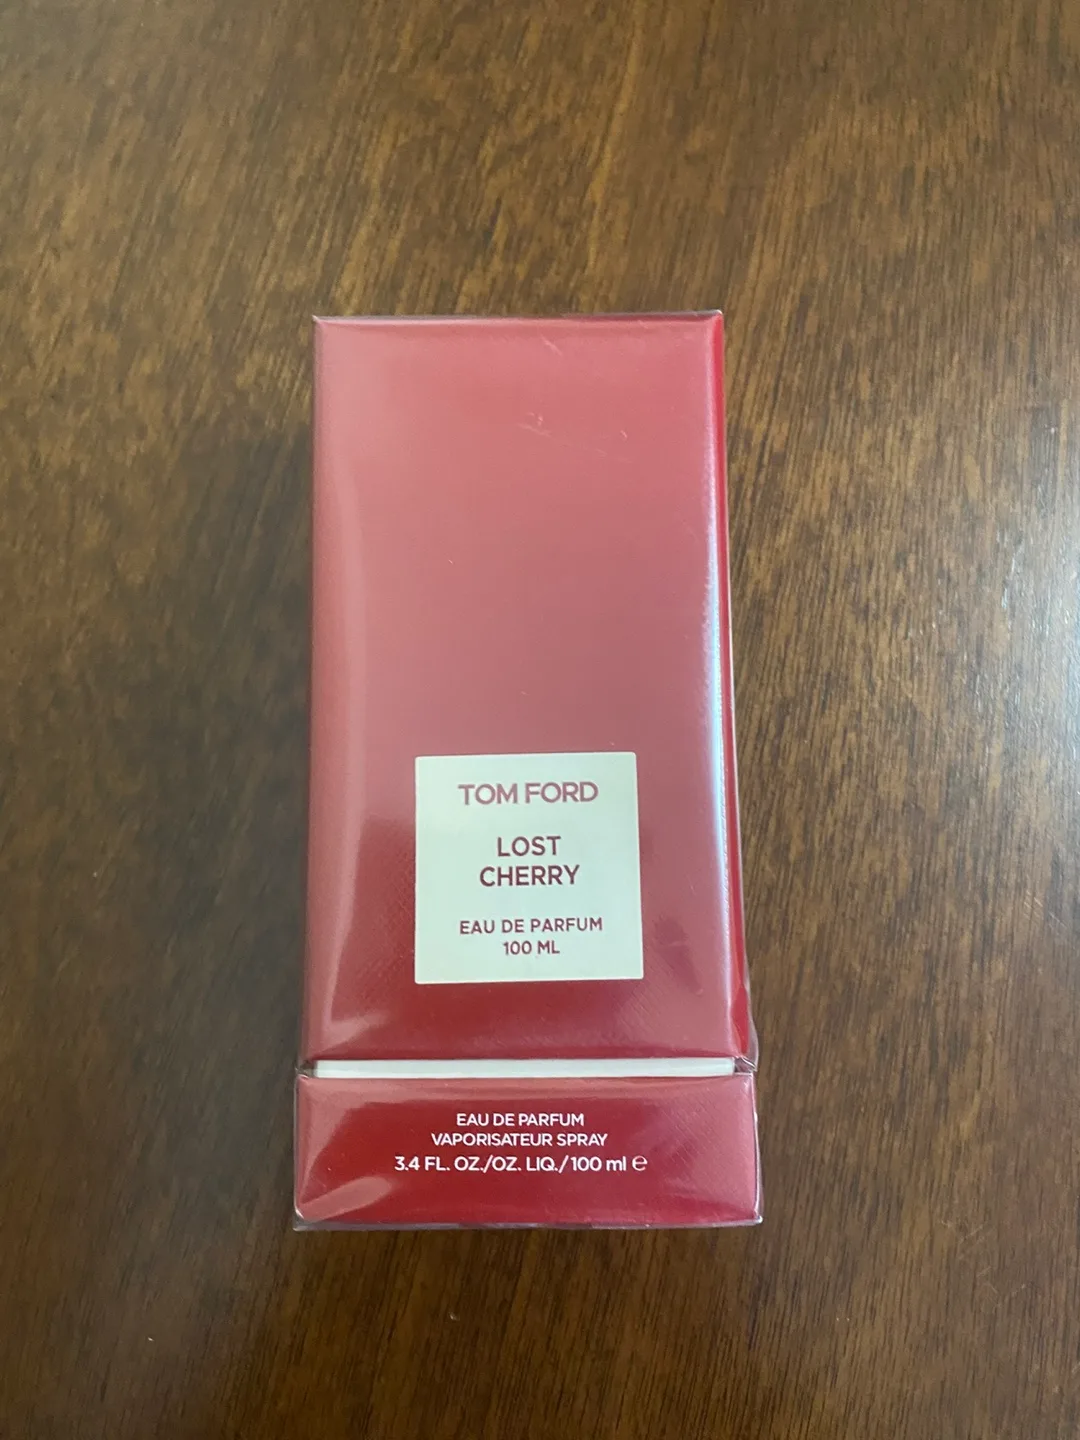 TOM FORD
LOST
CHERRY
EAU DE PARFUM
100 ML
EAU DE PARFUM
VAPORISATEUR SPRAY
3.4 FL. OZ./OZ. LIQ./100 ml ℮